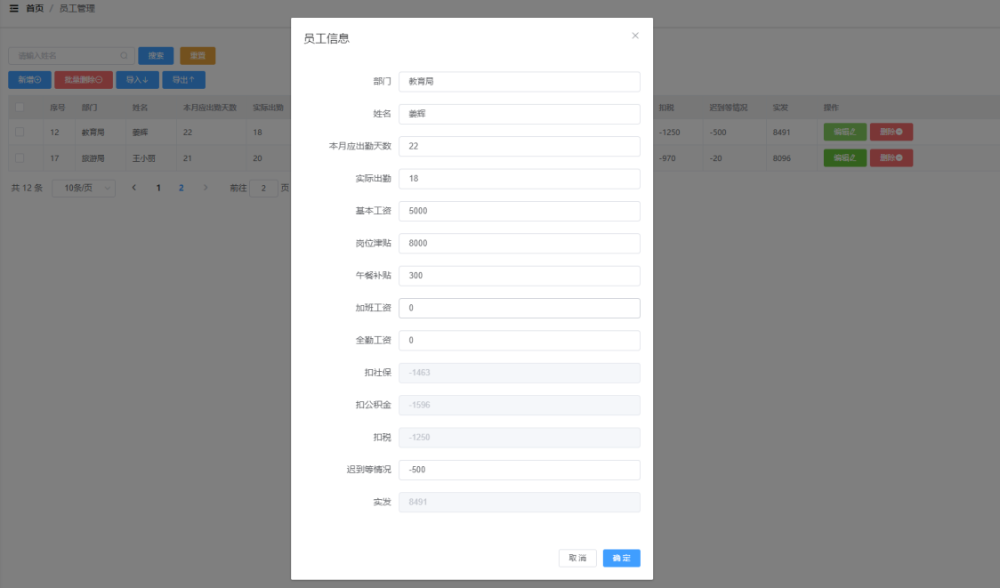 首页 / 员工管理
请输入姓名 搜索 重置
新增 批量删除 导入 导出
序号 部门 姓名 本月应出勤天数 实际出勤 扣税 迟到等情况 实发 操作
12 教育局 姜辉 22 18 -1250 -500 8491 编辑 删除
17 旅游局 王小丽 21 20 -970 -20 8096 编辑 删除
共 12 条 10条/页 1 2 前往 2 页
员工信息
部门 教育局
姓名 姜辉
本月应出勤天数 22
实际出勤 18
基本工资 5000
岗位津贴 8000
午餐补贴 300
加班工资 0
全勤工资 0
扣社保 -1463
扣公积金 -1596
扣税 -1250
迟到等情况 -500
实发 8491
取 消 确 定